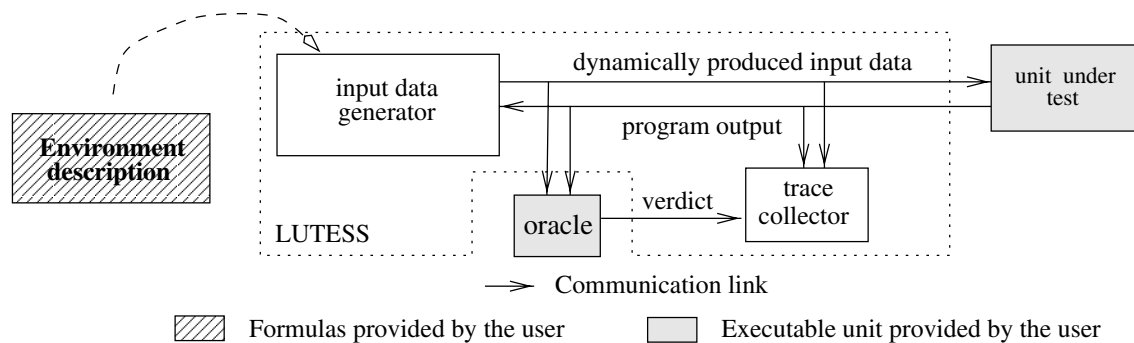 dynamically produced input data
input data
generator
unit under
test
program output
Environment
description
trace
collector
verdict
oracle
LUTESS
Communication link
Formulas provided by the user
Executable unit provided by the user